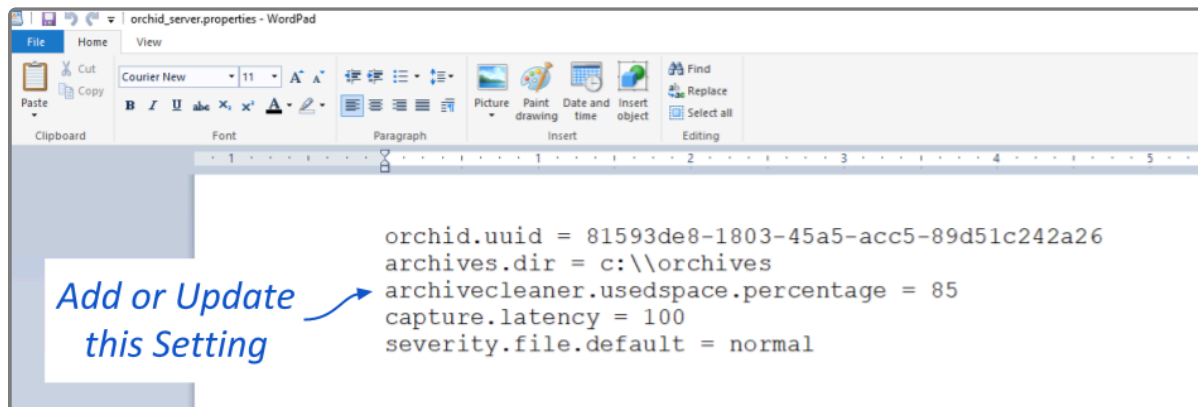 orchid_server.properties - WordPad
File Home View
Cut
Copy
Paste
Clipboard
Courier New 11 A A
B I U abc X₂ x² A
Font
Paragraph
Picture Paint drawing Date and time Insert object
Insert
Find
Replace
Select all
Editing
1 1 2 3 4 5
orchid.uuid = 81593de8-1803-45a5-acc5-89d51c242a26
archives.dir = c:\\orchives
archivecleaner.usedspace.percentage = 85
capture.latency = 100
severity.file.default = normal
Add or Update
this Setting